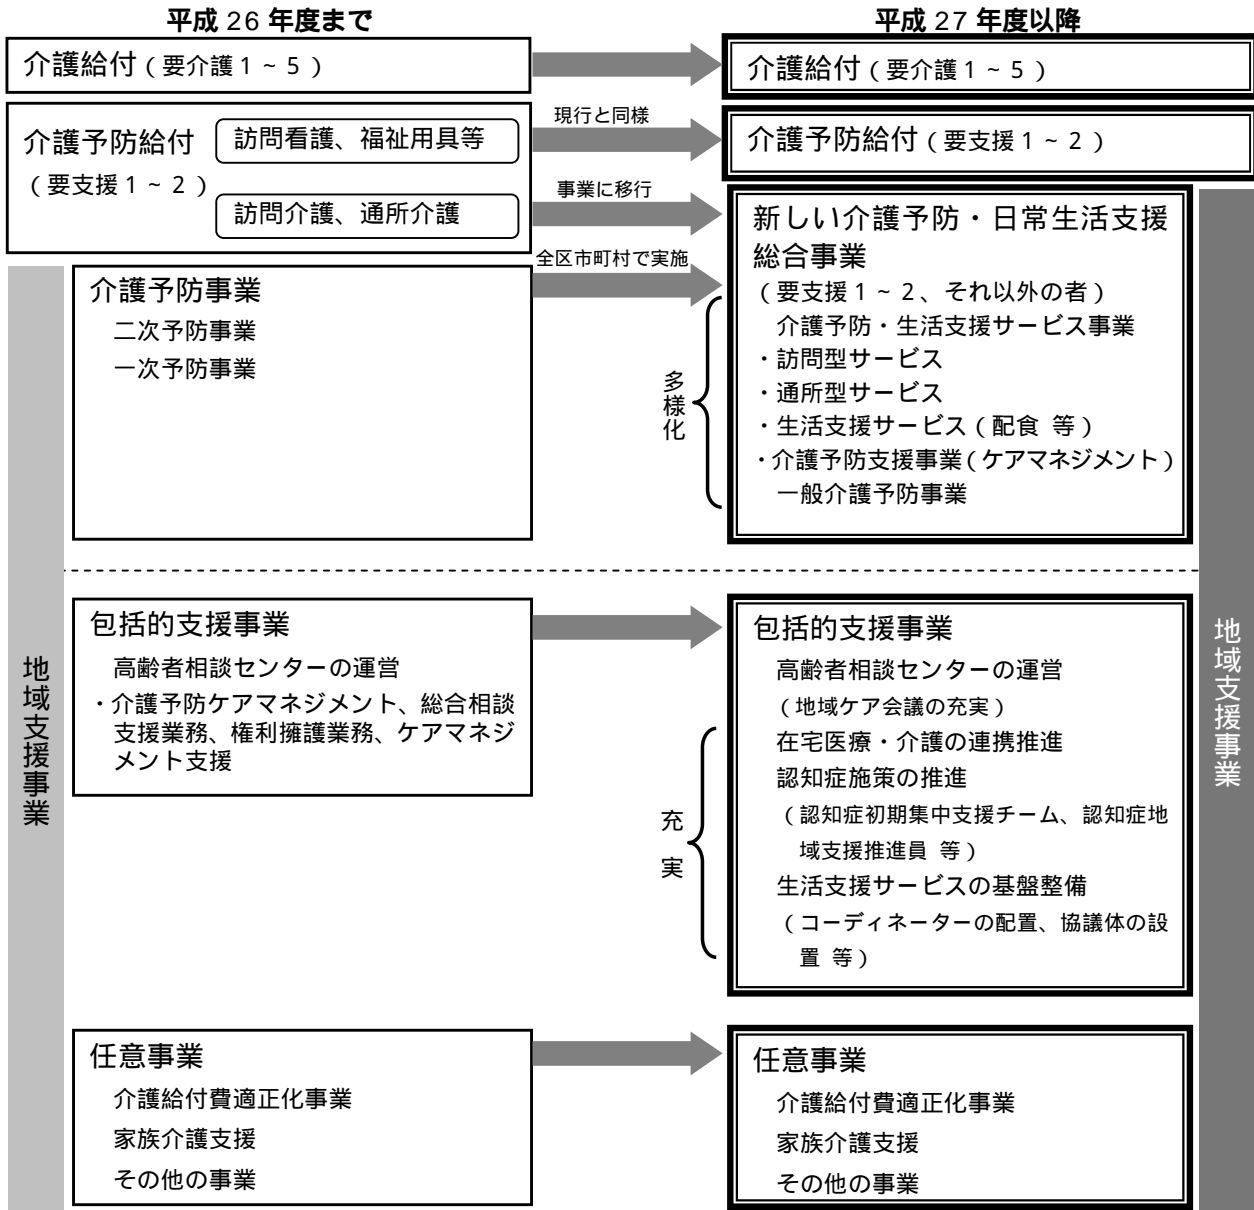 平成 26 年度まで
平成 27 年度以降
介護給付（要介護１～５）
介護給付（要介護１～５）
介護予防給付
（要支援１～２）
訪問看護、福祉用具等
訪問介護、通所介護
現行と同様
事業に移行
全区市町村で実施
介護予防給付（要支援１～２）
介護予防事業
二次予防事業
一次予防事業
多様化
新しい介護予防・日常生活支援
総合事業
（要支援１～２、それ以外の者）
介護予防・生活支援サービス事業
・訪問型サービス
・通所型サービス
・生活支援サービス（配食 等）
・介護予防支援事業（ケアマネジメント）
一般介護予防事業
地域支援事業
包括的支援事業
高齢者相談センターの運営
・介護予防ケアマネジメント、総合相談
支援業務、権利擁護業務、ケアマネジ
メント支援
充実
包括的支援事業
高齢者相談センターの運営
（地域ケア会議の充実）
在宅医療・介護の連携推進
認知症施策の推進
（認知症初期集中支援チーム、認知症地
域支援推進員 等）
生活支援サービスの基盤整備
（コーディネーターの配置、協議体の設
置 等）
地域支援事業
任意事業
介護給付費適正化事業
家族介護支援
その他の事業
任意事業
介護給付費適正化事業
家族介護支援
その他の事業